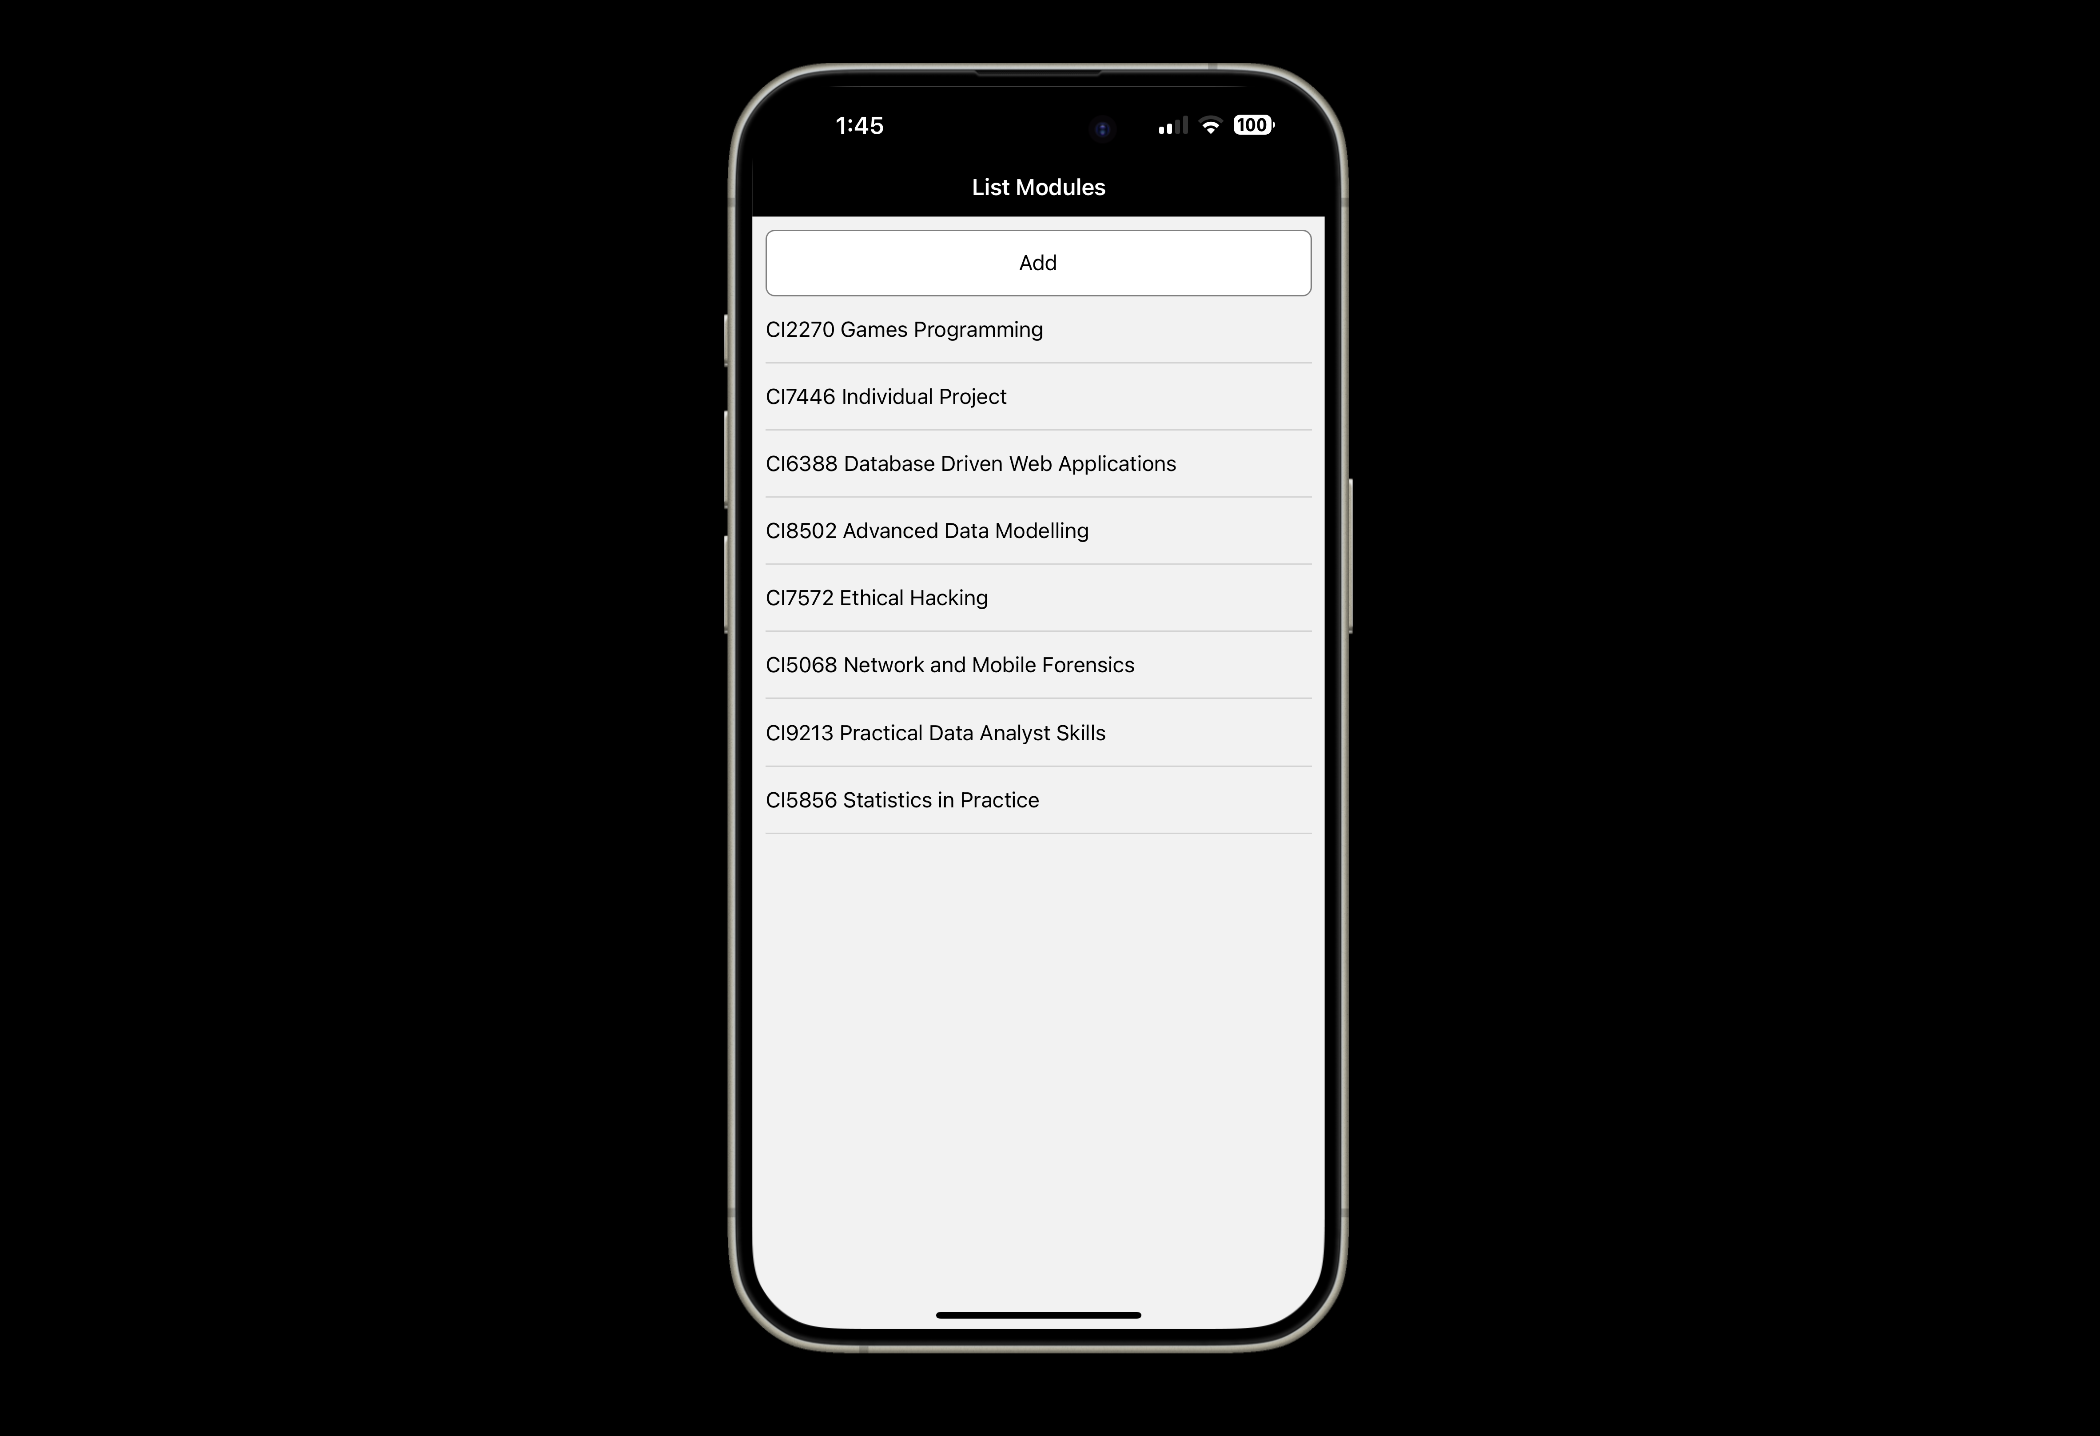 1:45
100
List Modules
Add
CI2270 Games Programming
CI7446 Individual Project
CI6388 Database Driven Web Applications
CI8502 Advanced Data Modelling
CI7572 Ethical Hacking
CI5068 Network and Mobile Forensics
CI9213 Practical Data Analyst Skills
CI5856 Statistics in Practice